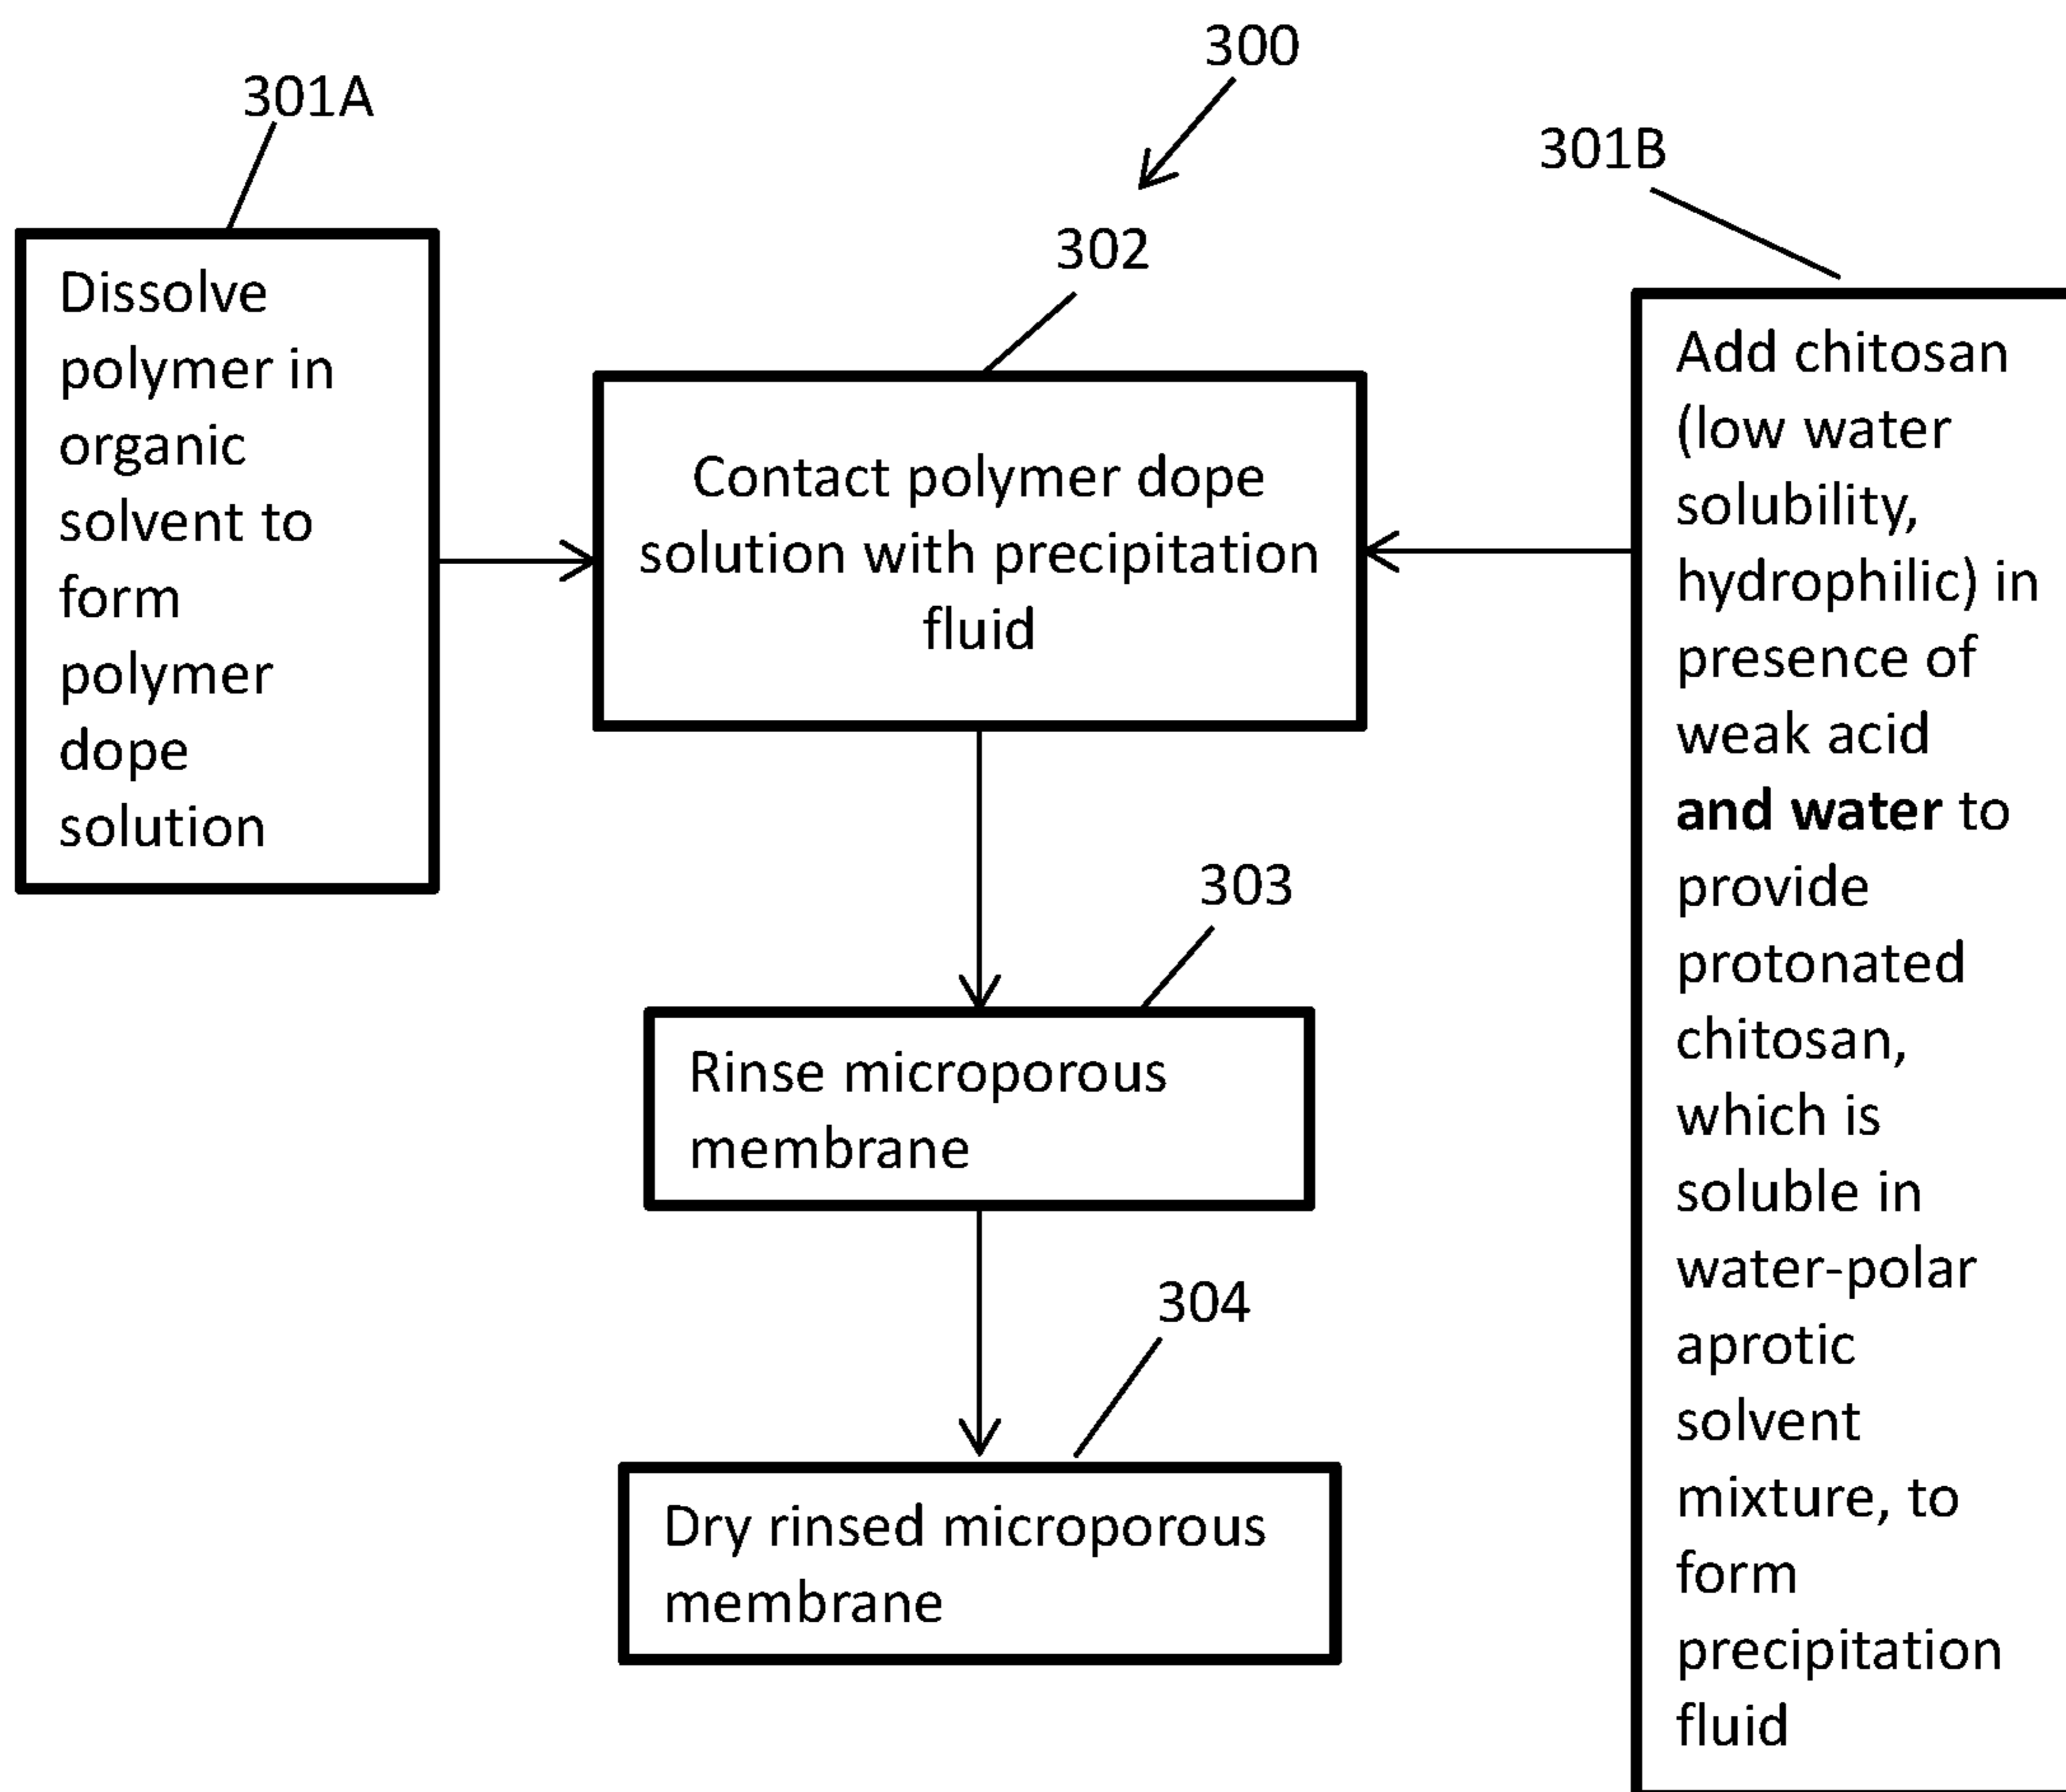 300
301A
301B
302
Dissolve
polymer in
organic
solvent to
form
polymer
dope
solution
Contact polymer dope
solution with precipitation
fluid
Add chitosan
(low water
solubility,
hydrophilic) in
presence of
weak acid
and water to
provide
protonated
chitosan,
which is
soluble in
water-polar
aprotic
solvent
mixture, to
form
precipitation
fluid
303
Rinse microporous
membrane
304
Dry rinsed microporous
membrane